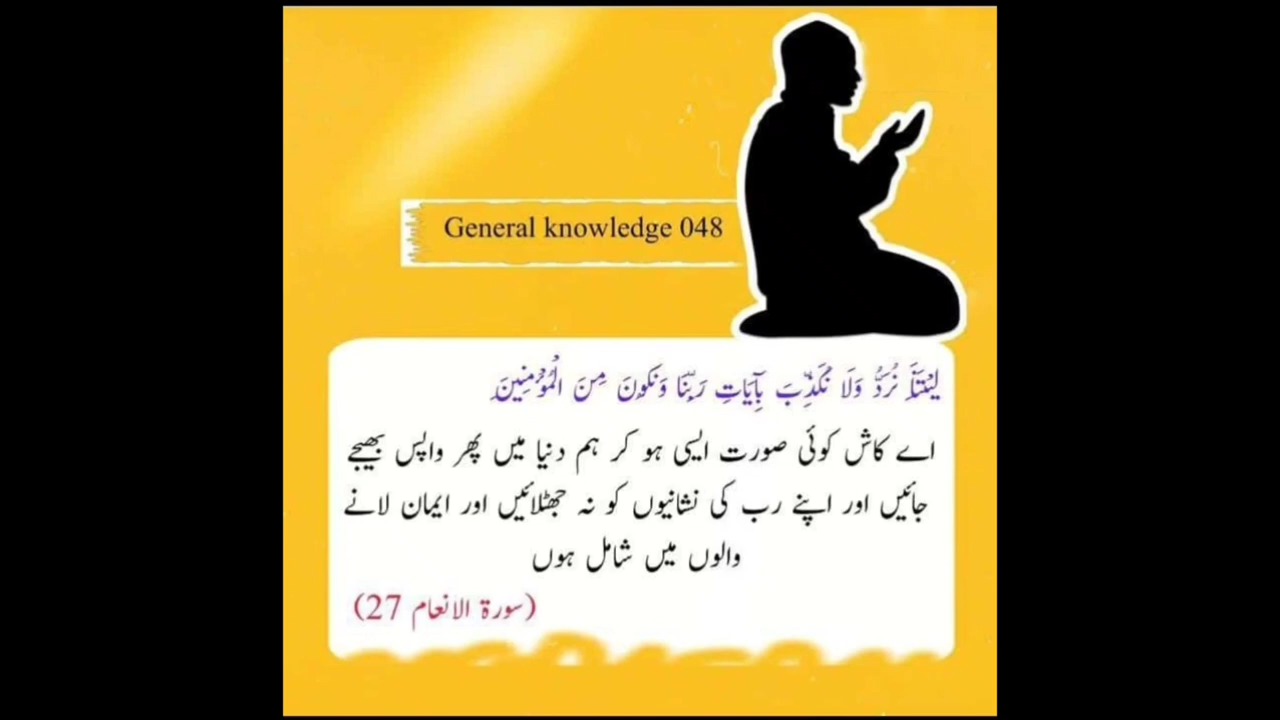 General knowledge 048
لَيْتَنَا نُرَدُّ وَلَا نُكَذِّبَ بِآيَاتِ رَبِّنَا وَنَكُونَ مِنَ الْمُؤْمِنِينَ
اے کاش کوئی صورت ایسی ہو کر ہم دنیا میں پھر واپس بھیجے
جائیں اور اپنے رب کی نشانیوں کو نہ جھٹلائیں اور ایمان لانے
والوں میں شامل ہوں
(سورۃ الانعام 27)